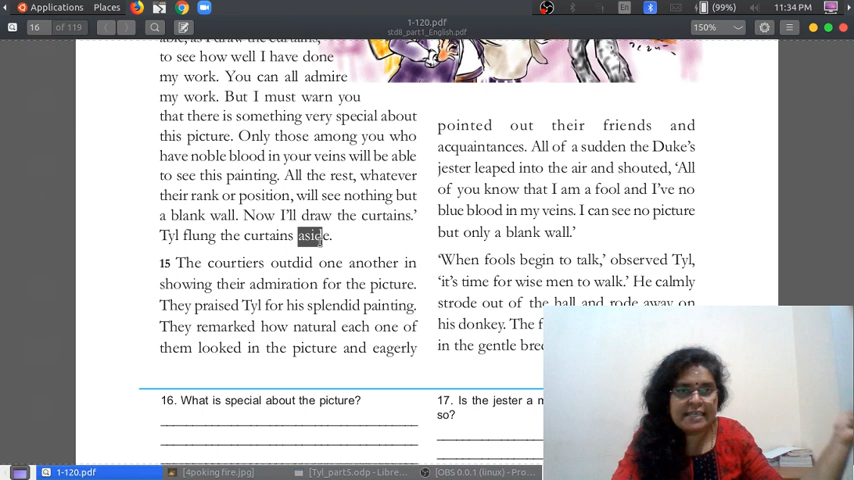 Applications
Places
En
(99%)
11:34 PM
16
of 119
1-120.pdf
std8_part1_English.pdf
150%
able, as I draw the curtains,
to see how well I have done
my work. You can all admire
my work. But I must warn you
that there is something very special about
this picture. Only those among you who
have noble blood in your veins will be able
to see this painting. All the rest, whatever
their rank or position, will see nothing but
a blank wall. Now I'll draw the curtains.'
Tyl flung the curtains aside.
15 The courtiers outdid one another in
showing their admiration for the picture.
They praised Tyl for his splendid painting.
They remarked how natural each one of
them looked in the picture and eagerly
pointed out their friends and
acquaintances. All of a sudden the Duke's
jester leaped into the air and shouted, 'All
of you know that I am a fool and I've no
blue blood in my veins. I can see no picture
but only a blank wall.'
'When fools begin to talk,' observed Tyl,
'it's time for wise men to walk.' He calmly
strode out of the hall and rode away on
his donkey. The f
in the gentle bre
16. What is special about the picture?
17. Is the jester a
so?
1-120.pdf
[4pokingfire.jpg]
[Tyl_part5.odp - Libre...
[OBS 0.0.1 (linux) - Pro...